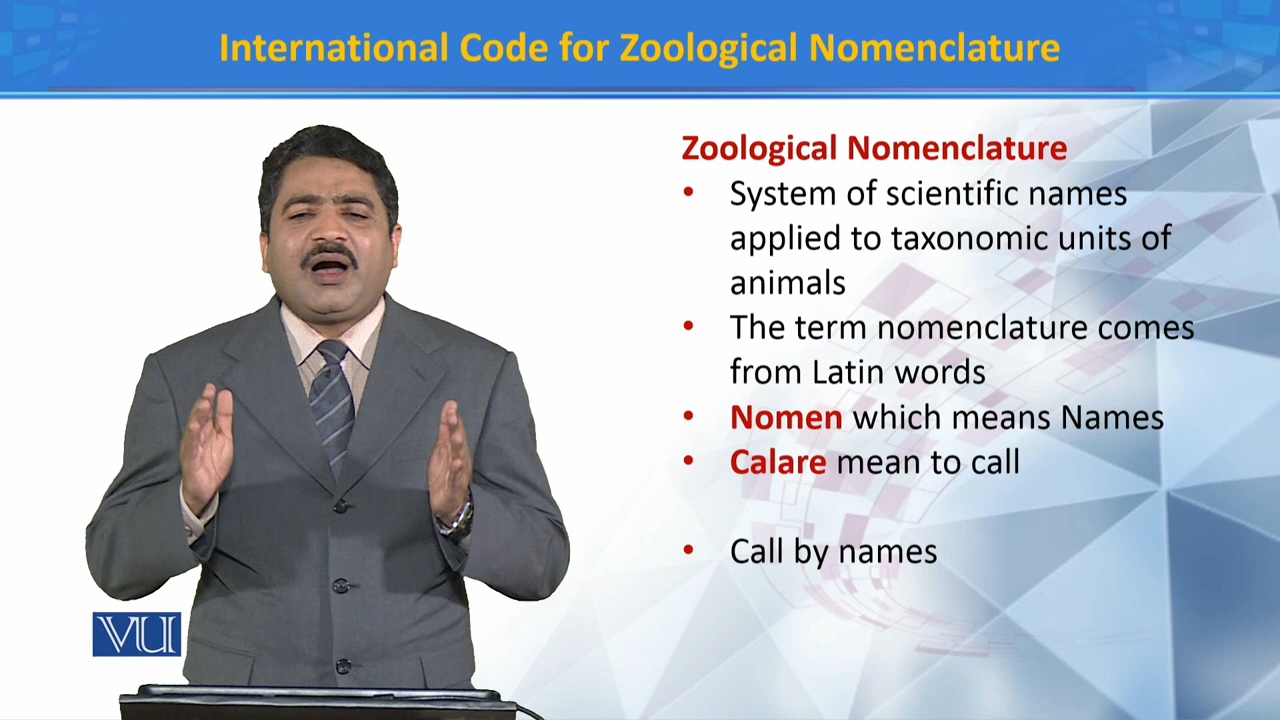 International Code for Zoological Nomenclature
Zoological Nomenclature
• System of scientific names
applied to taxonomic units of
animals
• The term nomenclature comes
from Latin words
• Nomen which means Names
• Calare mean to call
• Call by names
VU